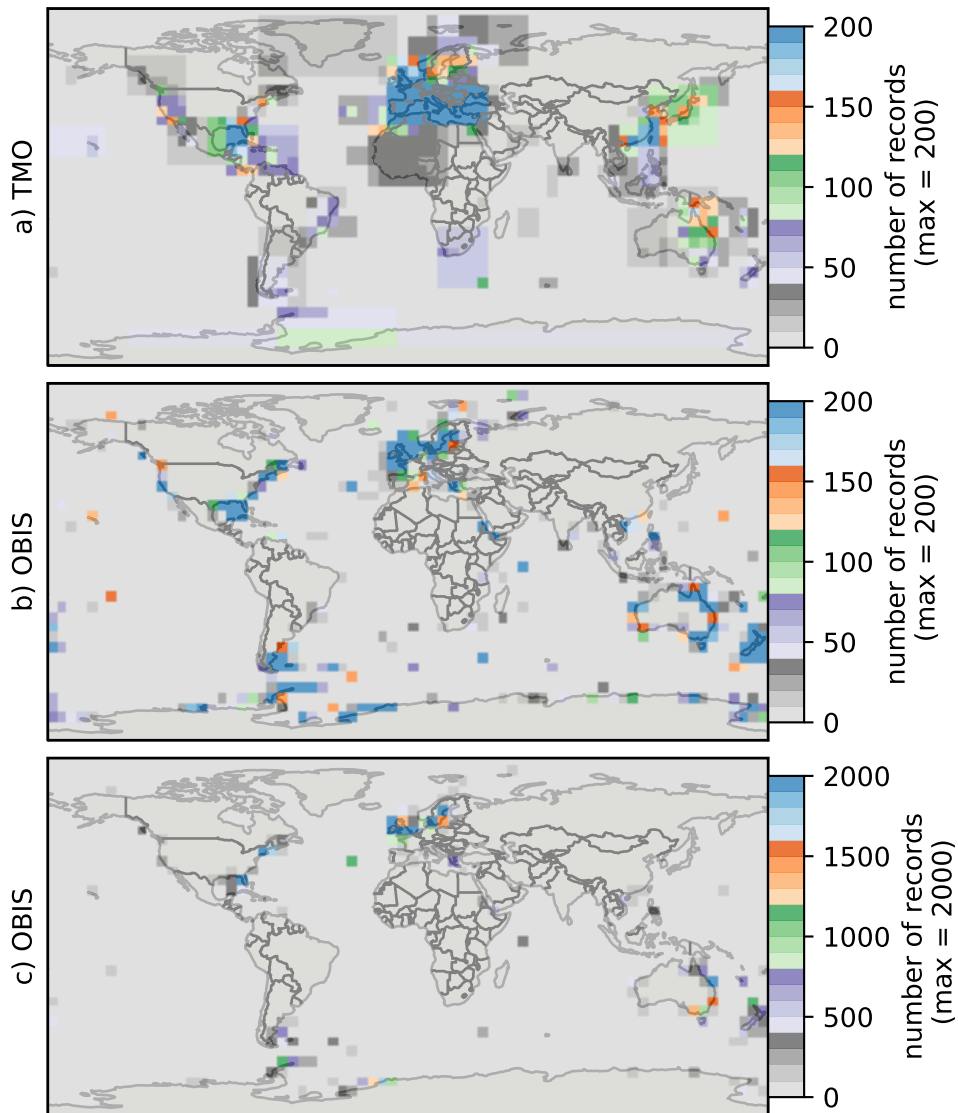 a) TMO
200
150
100
50
0
number of records
(max = 200)
b) OBIS
200
150
100
50
0
number of records
(max = 200)
c) OBIS
2000
1500
1000
500
0
number of records
(max = 2000)